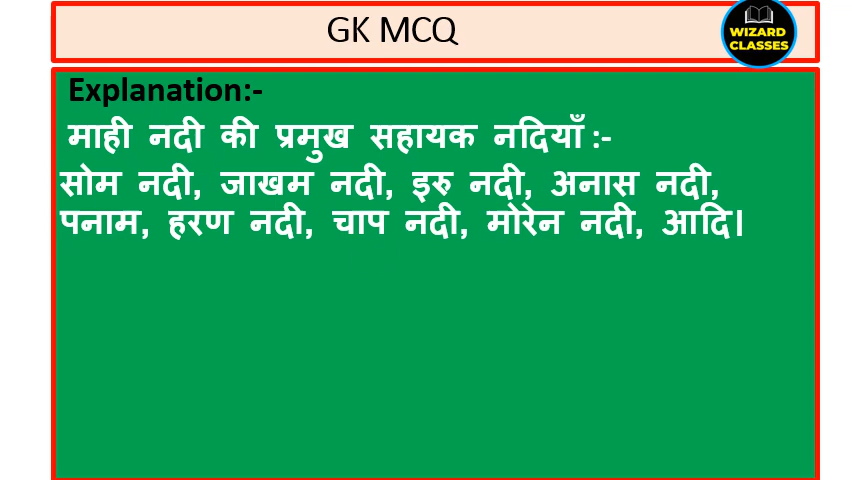 GK MCQ
WIZARD
CLASSES
Explanation:-
माही नदी की प्रमुख सहायक नदियाँ :-
सोम नदी, जाखम नदी, इरु नदी, अनास नदी,
पनाम, हरण नदी, चाप नदी, मोरेन नदी, आदि।